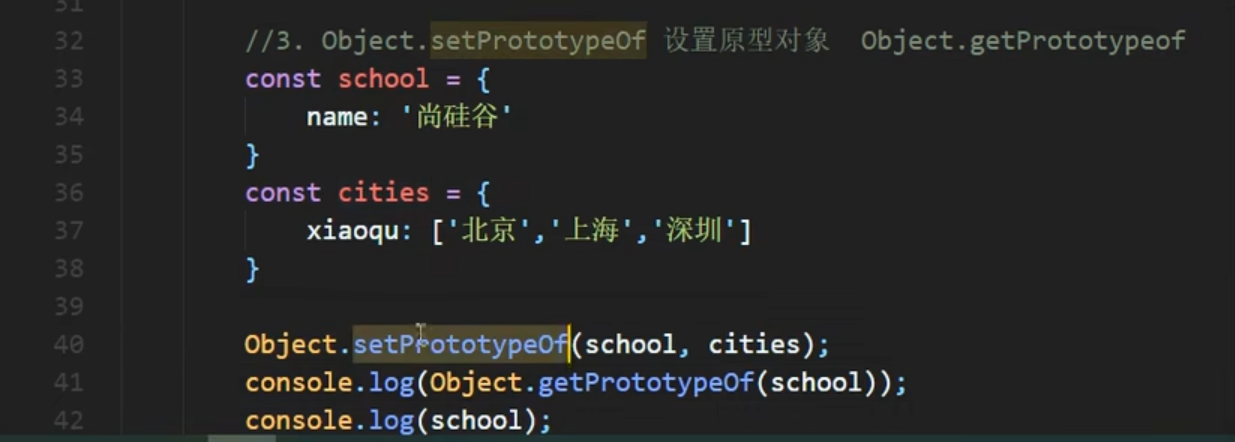 31
32 //3. Object.setPrototypeOf 设置原型对象 Object.getPrototypeof
33 const school = {
34 name: '尚硅谷'
35 }
36 const cities = {
37 xiaoqu: ['北京','上海','深圳']
38 }
39
40 Object.setPrototypeOf(school, cities);
41 console.log(Object.getPrototypeOf(school));
42 console.log(school);